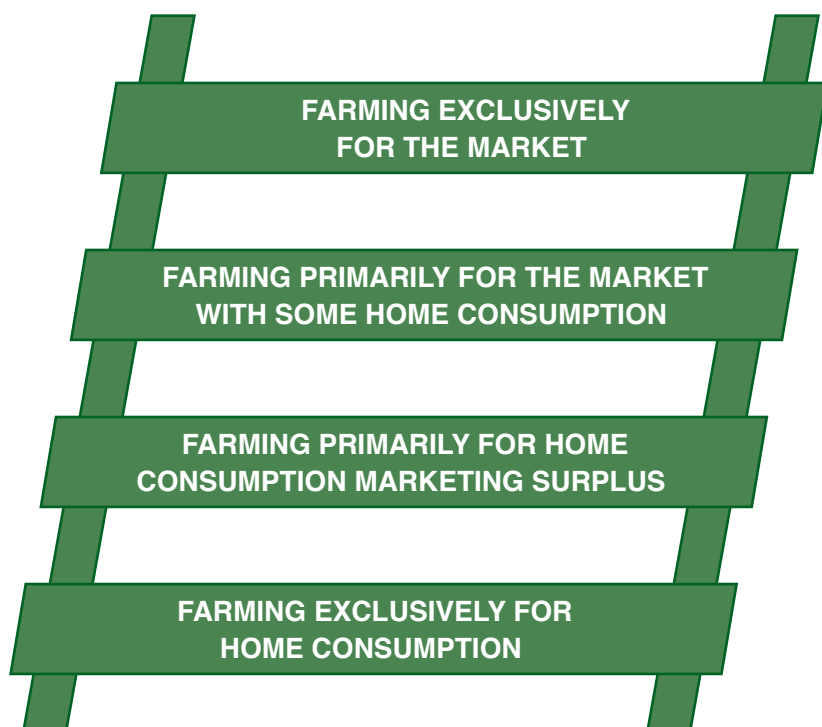 FARMING EXCLUSIVELY
FOR THE MARKET
FARMING PRIMARILY FOR THE MARKET
WITH SOME HOME CONSUMPTION
FARMING PRIMARILY FOR HOME
CONSUMPTION MARKETING SURPLUS
FARMING EXCLUSIVELY FOR
HOME CONSUMPTION